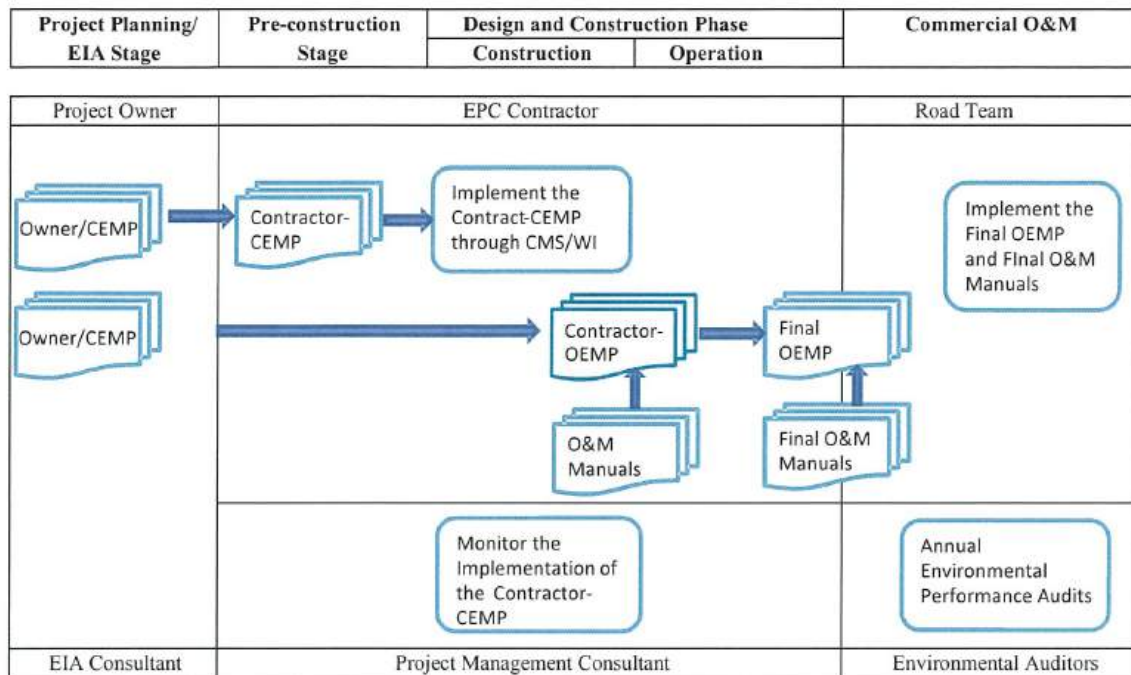 Project Planning/ Pre-construction Design and Construction Phase Commercial O&M
EIA Stage Stage Construction Operation
Project Owner EPC Contractor Road Team
Owner/CEMP
Contractor-
CEMP
Implement the
Contract-CEMP
through CMS/WI
Implement the
Final OEMP
and FInal O&M
Manuals
Owner/CEMP
Contractor-
OEMP
Final
OEMP
O&M
Manuals
Final O&M
Manuals
Monitor the
Implementation of
the Contractor-
CEMP
Annual
Environmental
Performance Audits
EIA Consultant Project Management Consultant Environmental Auditors